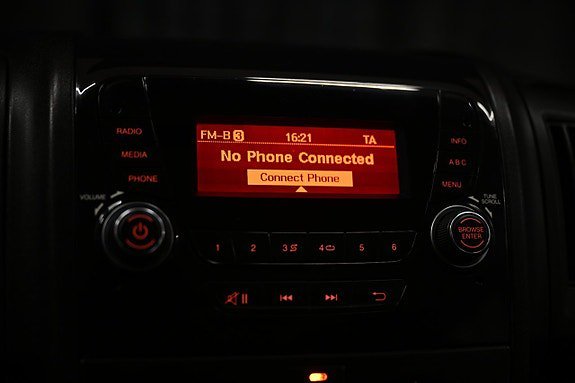 FM-B 3 16:21 TA
No Phone Connected
Connect Phone
RADIO
MEDIA
PHONE
VOLUME
INFO
A B C
MENU
TUNE
SCROLL
BROWSE
ENTER
1 2 3 4 5 6